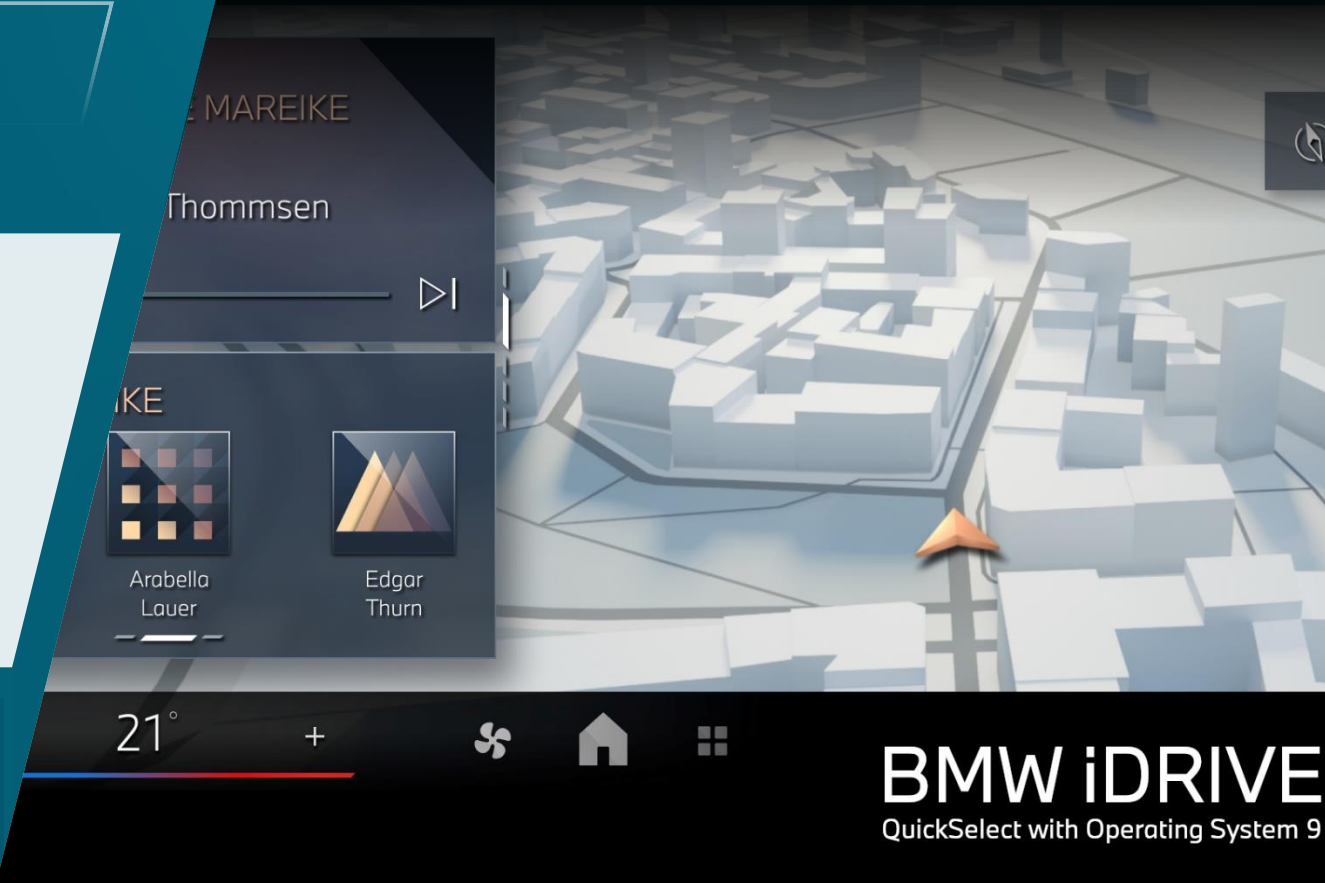 MAREIKE
Thommsen
IKE
Arabella
Lauer
Edgar
Thurn
21°
+
BMW iDRIVE
QuickSelect with Operating System 9